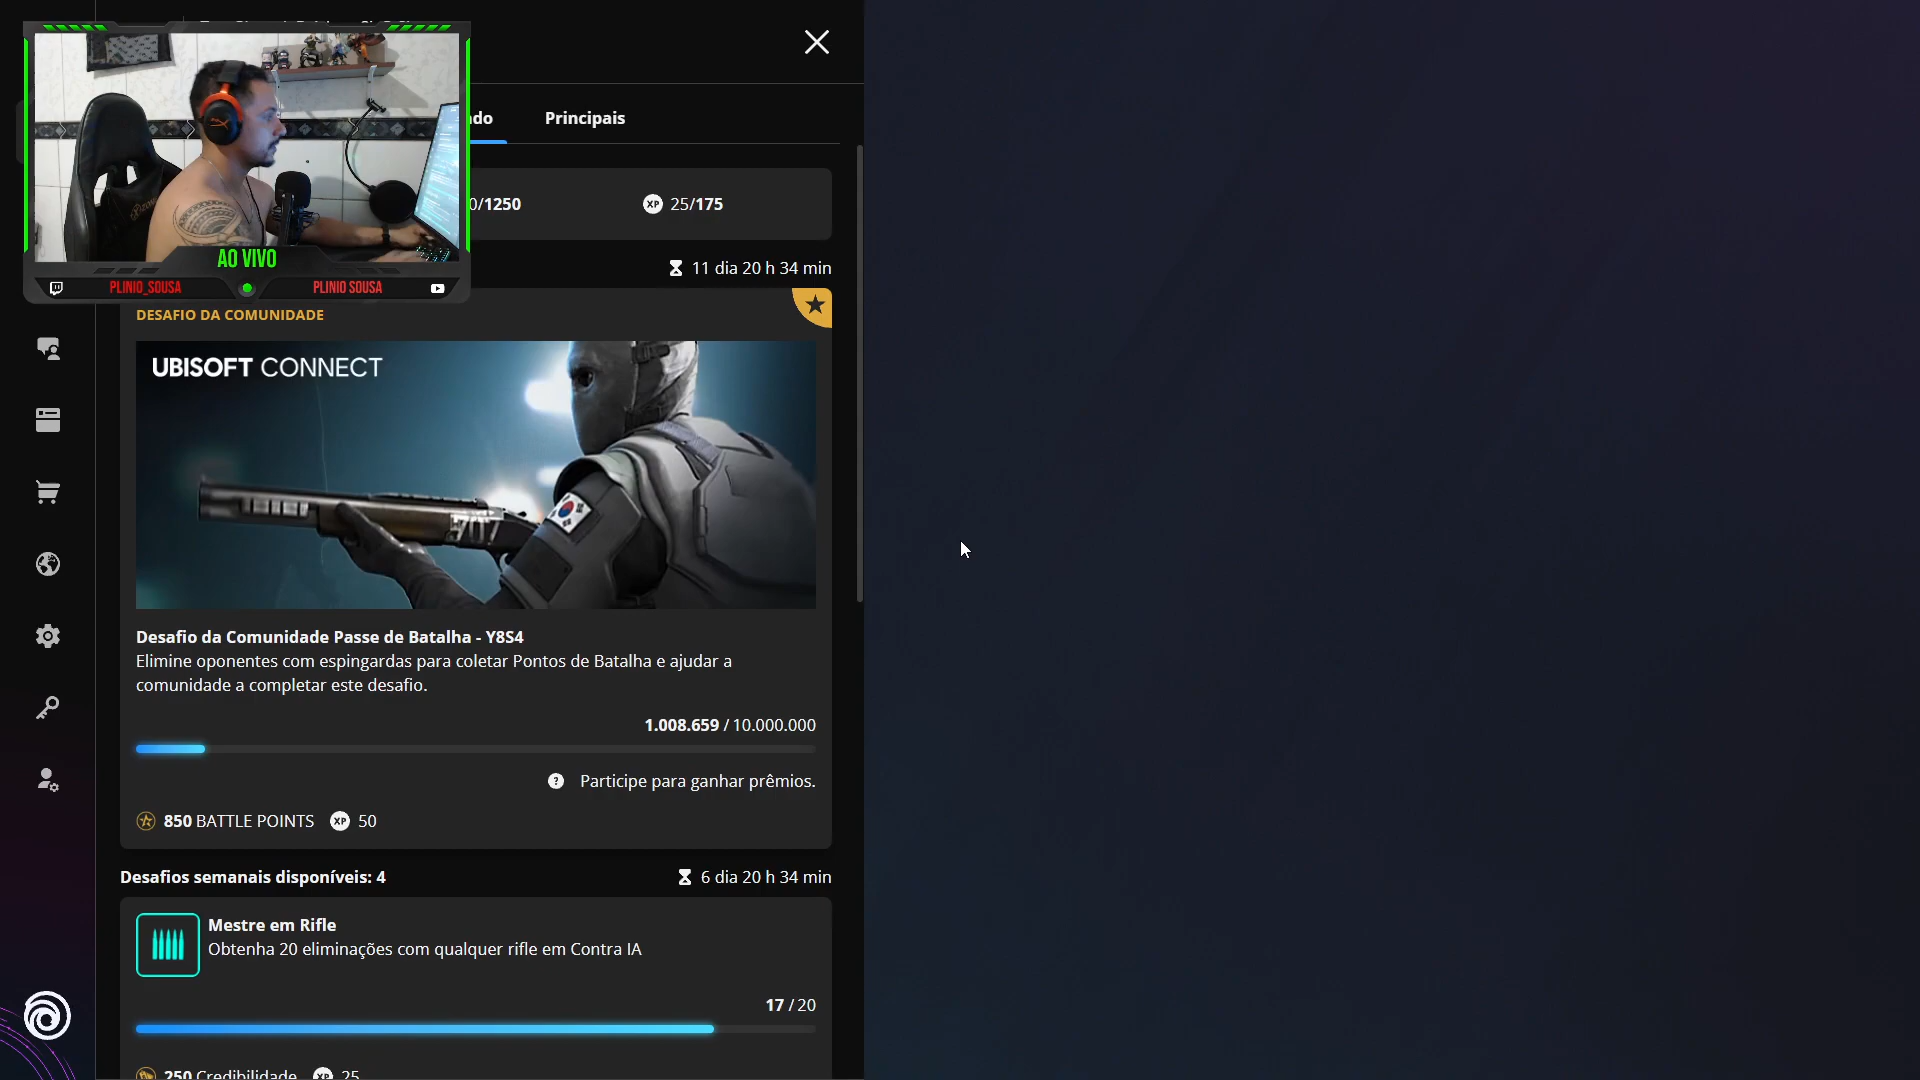 Principais
/1250
XP 25/175
11 dia 20 h 34 min
AO VIVO
PLINIO_SOUSA
PLINIO SOUSA
DESAFIO DA COMUNIDADE
UBISOFT CONNECT
707
Desafio da Comunidade Passe de Batalha - Y8S4
Elimine oponentes com espingardas para coletar Pontos de Batalha e ajudar a
comunidade a completar este desafio.
1.008.659 / 10.000.000
? Participe para ganhar prêmios.
850 BATTLE POINTS XP 50
Desafios semanais disponíveis: 4
6 dia 20 h 34 min
Mestre em Rifle
Obtenha 20 eliminações com qualquer rifle em Contra IA
17 / 20
250 Credibilidade XP 25